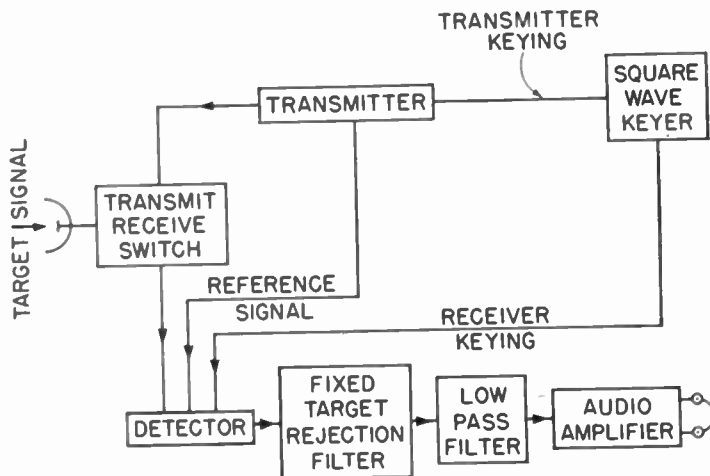 TRANSMITTER
KEYING
SQUARE
WAVE
KEYER
TRANSMITTER
TARGET SIGNAL
TRANSMIT
RECEIVE
SWITCH
REFERENCE
SIGNAL
RECEIVER
KEYING
DETECTOR
FIXED
TARGET
REJECTION
FILTER
LOW
PASS
FILTER
AUDIO
AMPLIFIER